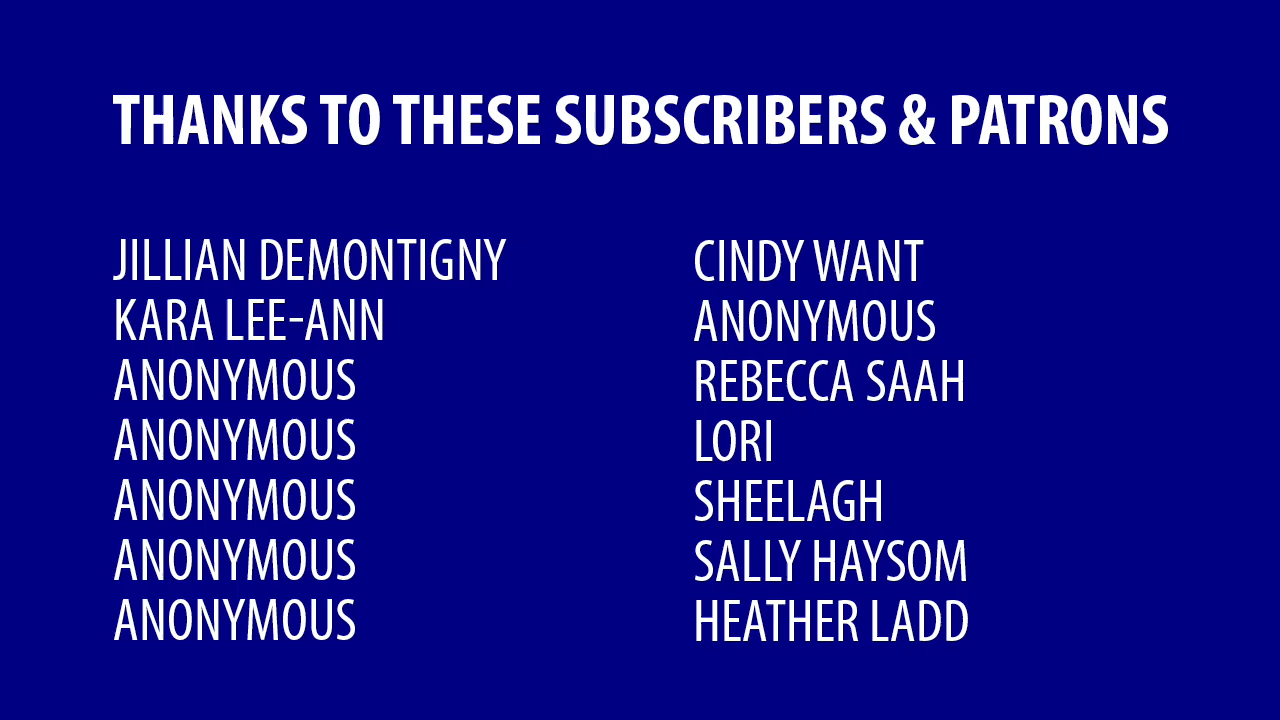 THANKS TO THESE SUBSCRIBERS & PATRONS
JILLIAN DEMONTIGNY
KARA LEE-ANN
ANONYMOUS
ANONYMOUS
ANONYMOUS
ANONYMOUS
ANONYMOUS
CINDY WANT
ANONYMOUS
REBECCA SAAH
LORI
SHEELAGH
SALLY HAYSOM
HEATHER LADD